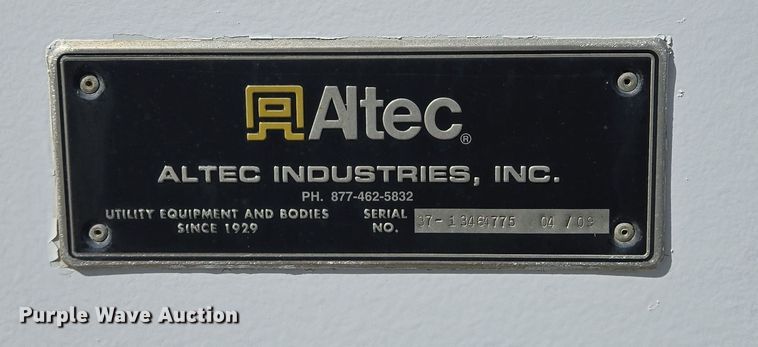 Altec®
ALTEC INDUSTRIES, INC.
PH. 877-462-5832
UTILITY EQUIPMENT AND BODIES
SINCE 1929
SERIAL
NO.
04
Purple Wave Auction